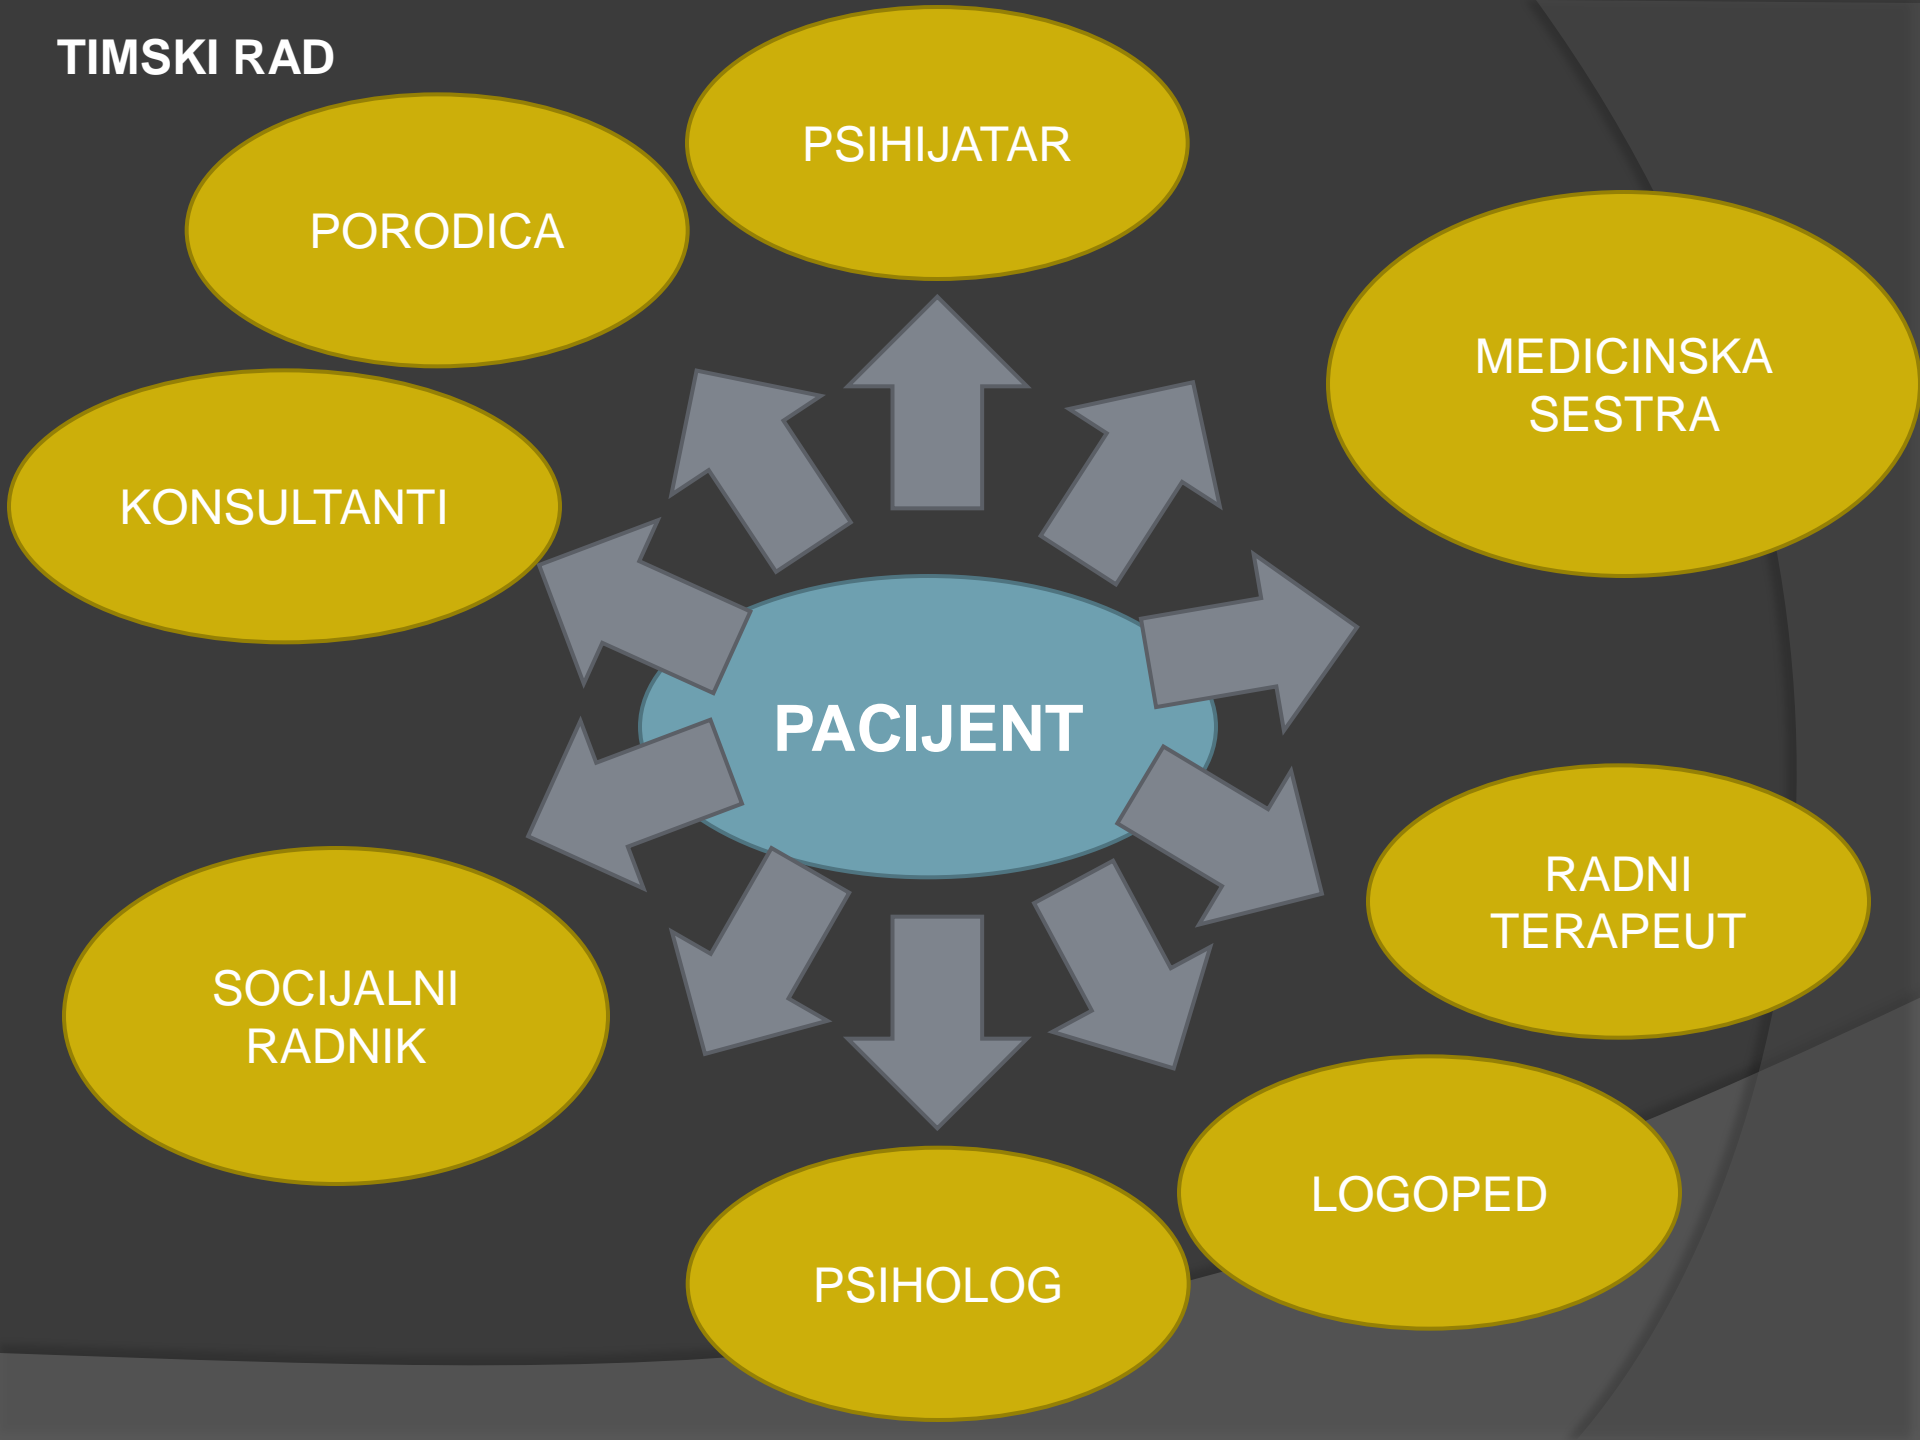 TIMSKI RAD
PSIHIJATAR
PORODICA
MEDICINSKA
SESTRA
KONSULTANTI
PACIJENT
RADNI
TERAPEUT
SOCIJALNI
RADNIK
LOGOPED
PSIHOLOG